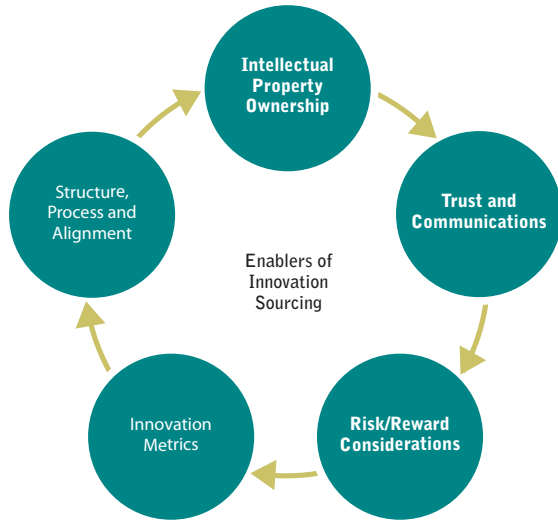 Intellectual
Property
Ownership
Trust and
Communications
Risk/Reward
Considerations
Innovation
Metrics
Structure,
Process and
Alignment
Enablers of
Innovation
Sourcing